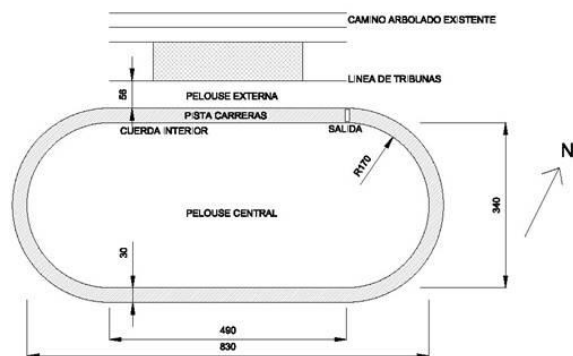 CAMINO ARBOLADO EXISTENTE
LINEA DE TRIBUNAS
56
PELOUSE EXTERNA
PISTA CARRERAS
CUERDA INTERIOR
SALIDA
R170
N
340
PELOUSE CENTRAL
30
490
830